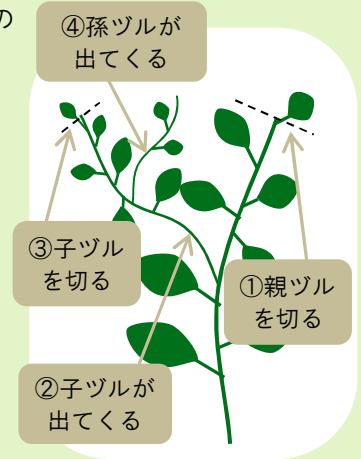 の
④孫ヅルが
出てくる
③子ヅル
を切る
①親ヅル
を切る
②子ヅルが
出てくる